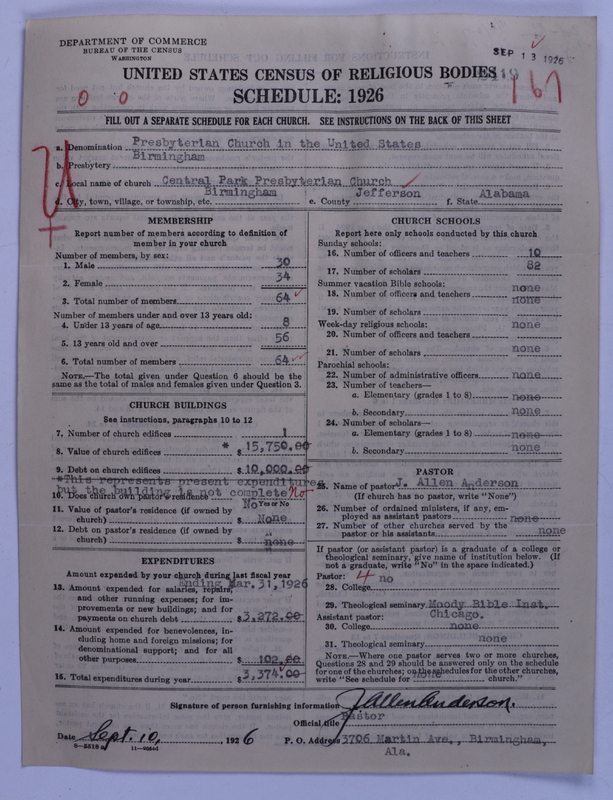 DEPARTMENT OF COMMERCE
BUREAU OF THE CENSUS
WASHINGTON
SEP 13 1926
UNITED STATES CENSUS OF RELIGIOUS BODIES
SCHEDULE: 1926
0 0
167
FILL OUT A SEPARATE SCHEDULE FOR EACH CHURCH. SEE INSTRUCTIONS ON THE BACK OF THIS SHEET
a. Denomination Presbyterian Church in the United States
b. Presbytery Birmingham
c. Local name of church Central Park Presbyterian Church
d. City, town, village, or township, etc. Birmingham e. County Jefferson f. State Alabama
MEMBERSHIP
Report number of members according to definition of
member in your church
Number of members, by sex:
1. Male 30
2. Female 34
3. Total number of members 64
Number of members under and over 13 years old:
4. Under 13 years of age 8
5. 13 years old and over 56
6. Total number of members 64
NOTE.—The total given under Question 6 should be the
same as the total of males and females given under Question 3.
CHURCH BUILDINGS
See instructions, paragraphs 10 to 12
7. Number of church edifices 1
8. Value of church edifices * $ 15,750.00
9. Debt on church edifices $ 10,000.00
*This represents present expenditures
but the building is not complete
10. Does church own pastor's residence? No No
Yes or No
11. Value of pastor's residence (if owned by
church) $ None
12. Debt on pastor's residence (if owned by
church) $ none
EXPENDITURES
Amount expended by your church during last fiscal year
Ending Mar. 31, 1926
13. Amount expended for salaries, repairs,
and other running expenses; for im-
provements or new buildings; and for
payments on church debt $ 3,272.00
14. Amount expended for benevolences, in-
cluding home and foreign missions; for
denominational support; and for all
other purposes $ 102.00
15. Total expenditures during year $ 3,374.00
CHURCH SCHOOLS
Report here only schools conducted by this church
Sunday schools:
16. Number of officers and teachers 10
17. Number of scholars 82
Summer vacation Bible schools:
18. Number of officers and teachers none
19. Number of scholars none
Week-day religious schools:
20. Number of officers and teachers none
21. Number of scholars none
Parochial schools:
22. Number of administrative officers none
23. Number of teachers—
a. Elementary (grades 1 to 8) none
b. Secondary none
24. Number of scholars—
a. Elementary (grades 1 to 8) none
b. Secondary none
PASTOR
25. Name of pastor J. Allen Anderson
(If church has no pastor, write "None")
26. Number of ordained ministers, if any, em-
ployed as assistant pastors none
27. Number of other churches served by the
pastor or his assistants none
If pastor (or assistant pastor) is a graduate of a college or
theological seminary, give name of institution below. (If
not a graduate, write "No" in the space indicated.)
Pastor: 4 no
28. College
29. Theological seminary Moody Bible Inst.
Assistant pastor: Chicago.
30. College none
31. Theological seminary none
NOTE.—Where one pastor serves two or more churches,
Questions 28 and 29 should be answered only on the schedule
for one of the churches; on the schedules for the other churches,
write "See schedule for none church."
Signature of person furnishing information J Allen Anderson.
Official title Pastor
Date Sept. 10, 1926 P. O. Address 3706 Martin Ave., Birmingham,
Ala.